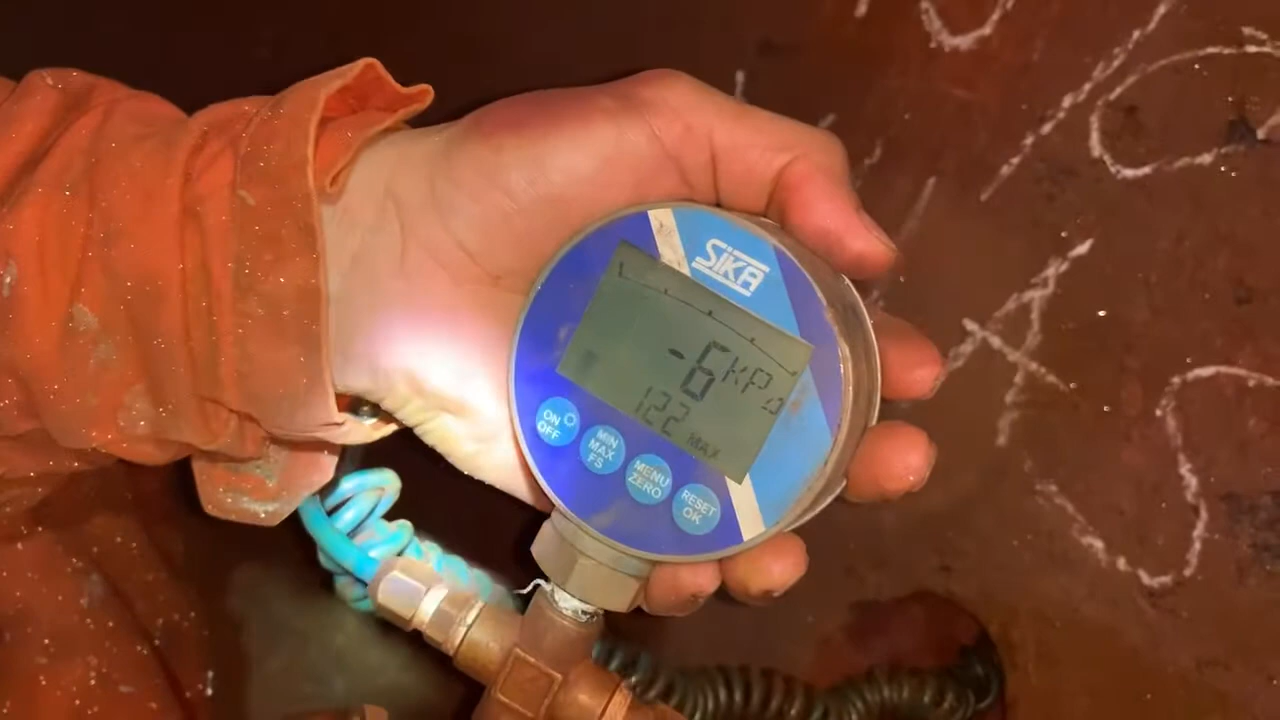 SIKA
-6 kPa
122 MAX
ON
OFF
MIN
MAX
FS
MENU
ZERO
RESET
OK